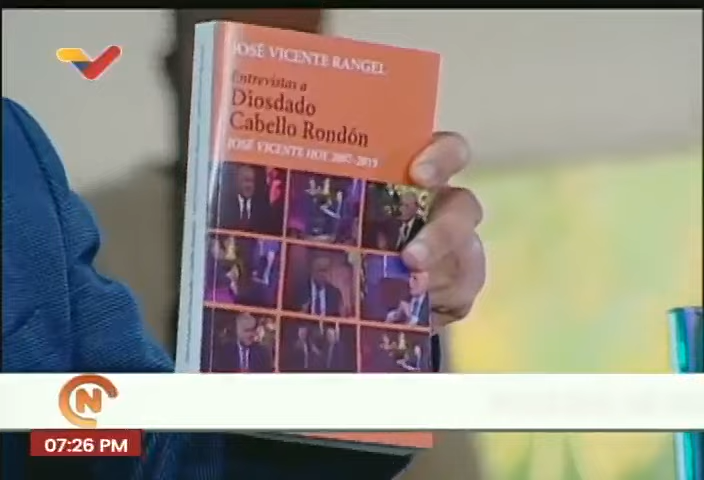 JOSÉ VICENTE RANGEL
Entrevistas a
Diosdado
Cabello Rondón
JOSÉ VICENTE HOY 2007-2019
N
07:26 PM